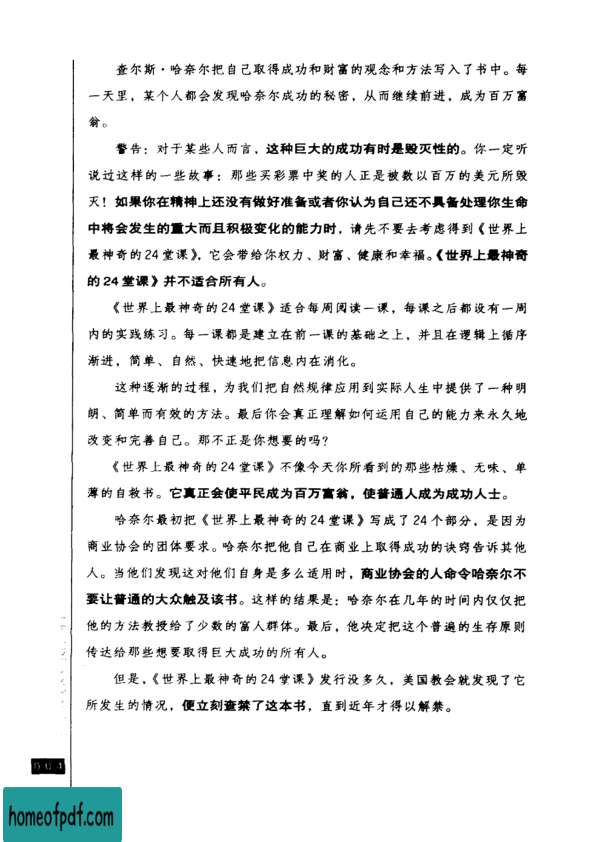 查尔斯·哈奈尔把自己取得成功和财富的观念和方法写入了书中。每
一天里，某个人都会发现哈奈尔成功的秘密，从而继续前进，成为百万富
翁。
警告：对于某些人而言，这种巨大的成功有时是毁灭性的。你一定听
说过这样的一些故事：那些买彩票中奖的人正是被数以百万的美元所毁
灭！如果你在精神上还没有做好准备或者你认为自己还不具备处理你生命
中将会发生的重大而且积极变化的能力时，请先不要去考虑得到《世界上
最神奇的24堂课》，它会带给你权力、财富、健康和幸福。《世界上最神奇
的24堂课》并不适合所有人。
《世界上最神奇的24堂课》适合每周阅读一课，每课之后都设有一周
内的实践练习。每一课都是建立在前一课的基础之上，并且在逻辑上循序
渐进，简单、自然、快速地把信息内在消化。
这种逐渐的过程，为我们把自然规律应用到实际人生中提供了一种明
朗、简单而有效的方法。最后你会真正理解如何运用自己的能力来永久地
改变和完善自己。那不正是你想要的吗？
《世界上最神奇的24堂课》不像今天你所看到的那些枯燥、无味、单
薄的自救书。它真正会使平民成为百万富翁，使普通人成为成功人士。
哈奈尔最初把《世界上最神奇的24堂课》写成了24个部分，是因为
商业协会的团体要求。哈奈尔把他自己在商业上取得成功的诀窍告诉其他
人。当他们发现这对他们自身是多么适用时，商业协会的人命令哈奈尔不
要让普通的大众触及该书。这样的结果是：哈奈尔在几年的时间内仅仅把
他的方法教授给了少数的富人群体。最后，他决定把这个普遍的生存原则
传达给那些想要取得巨大成功的所有人。
但是，《世界上最神奇的24堂课》发行没多久，美国教会就发现了它
所发生的情况，便立刻查禁了这本书，直到近年才得以解禁。
004
homeofpdf.com